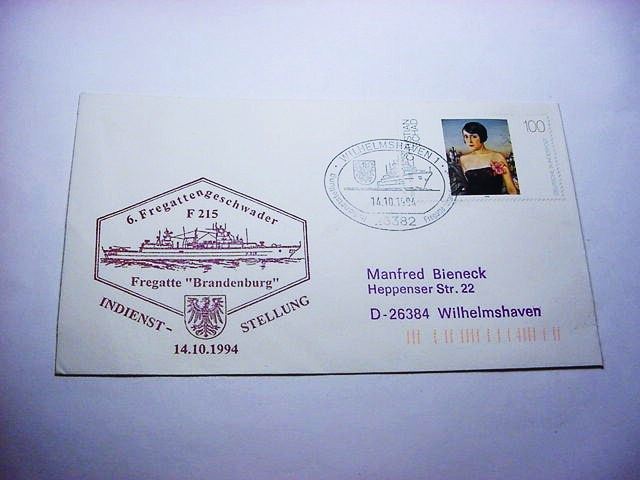 6. Fregattengeschwader
F 215
Fregatte "Brandenburg"
INDIENST - STELLUNG
14.10.1994
WILHELMSHAVEN 1
14.10.1994
26382
100
Manfred Bieneck
Heppenser Str. 22
D-26384 Wilhelmshaven